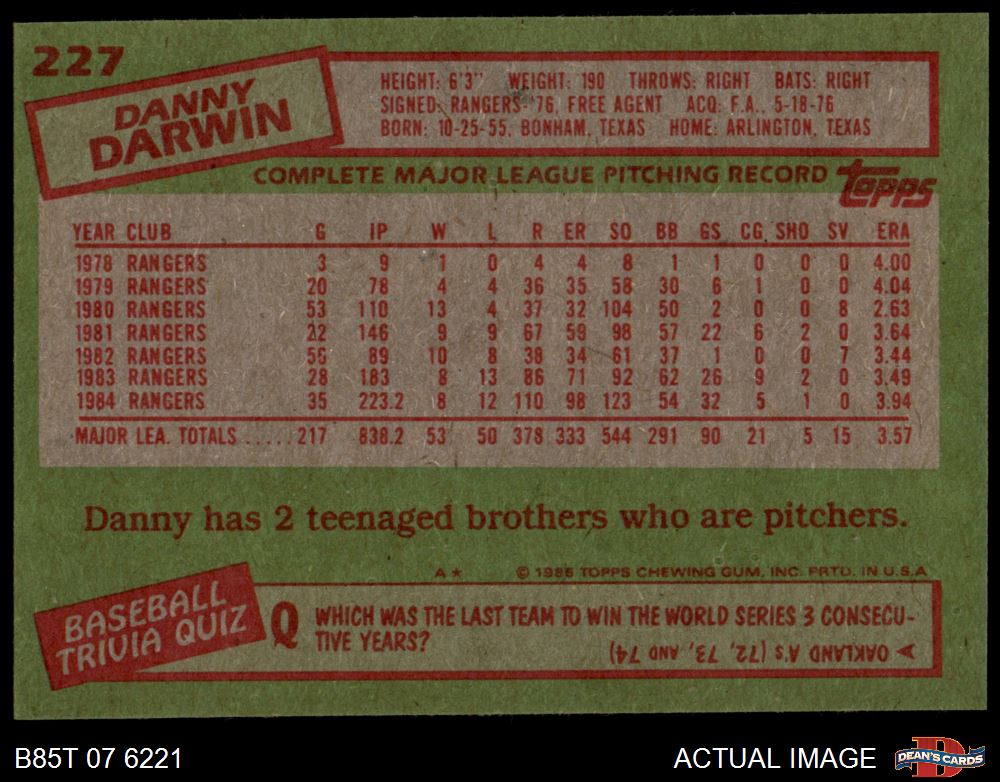 227
DANNY
DARWIN
HEIGHT: 6'3" WEIGHT: 190 THROWS: RIGHT BATS: RIGHT
SIGNED: RANGERS '76, FREE AGENT ACQ: F.A., 5-18-76
BORN: 10-25-55, BONHAM, TEXAS HOME: ARLINGTON, TEXAS
COMPLETE MAJOR LEAGUE PITCHING RECORD topps
YEAR CLUB G IP W L R ER SO BB GS CG SHO SV ERA
1978 RANGERS 3 9 1 0 4 4 8 1 1 0 0 0 4.00
1979 RANGERS 20 78 4 4 36 35 58 30 6 1 0 0 4.04
1980 RANGERS 53 110 13 4 37 32 104 50 2 0 0 8 2.63
1981 RANGERS 22 146 9 9 67 59 98 57 22 6 2 0 3.64
1982 RANGERS 56 89 10 8 38 34 61 37 1 0 0 7 3.44
1983 RANGERS 28 183 8 13 86 71 92 62 26 9 2 0 3.49
1984 RANGERS 35 223.2 8 12 110 98 123 54 32 5 1 0 3.94
MAJOR LEA. TOTALS .....217 838.2 53 50 378 333 544 291 90 21 5 15 3.57
Danny has 2 teenaged brothers who are pitchers.
A* © 1985 TOPPS CHEWING GUM, INC. PRTD. IN U.S.A
BASEBALL
TRIVIA QUIZ
Q WHICH WAS THE LAST TEAM TO WIN THE WORLD SERIES 3 CONSECU-
TIVE YEARS?
➤ OAKLAND A'S (72, 73, AND 74)
B85T 07 6221
ACTUAL IMAGE
D
DEAN'S CARDS